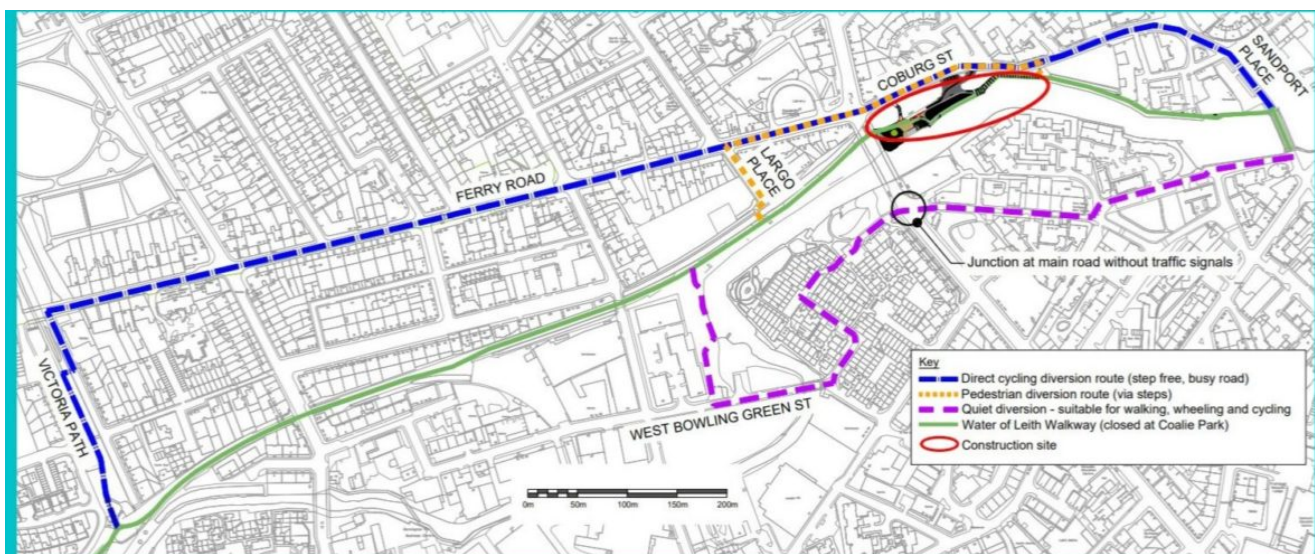 SANDPORT
PLACE
COBURG ST
LARGO
PLACE
FERRY ROAD
Junction at main road without traffic signals
VICTORIA PATH
WEST BOWLING GREEN ST
Key
Direct cycling diversion route (step free, busy road)
Pedestrian diversion route (via steps)
Quiet diversion - suitable for walking, wheeling and cycling
Water of Leith Walkway (closed at Coalie Park)
Construction site
0m 50m 100m 200m